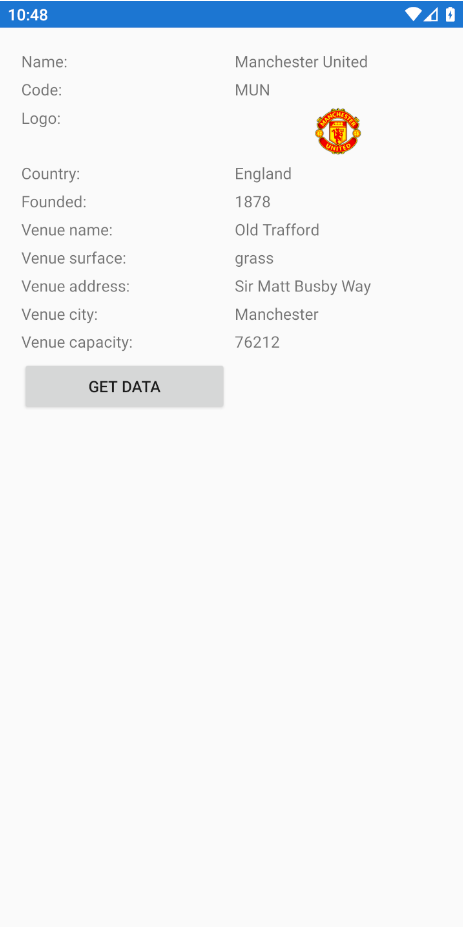 10:48
Name: Manchester United
Code: MUN
Logo:
MANCHESTER
UNITED
Country: England
Founded: 1878
Venue name: Old Trafford
Venue surface: grass
Venue address: Sir Matt Busby Way
Venue city: Manchester
Venue capacity: 76212
GET DATA